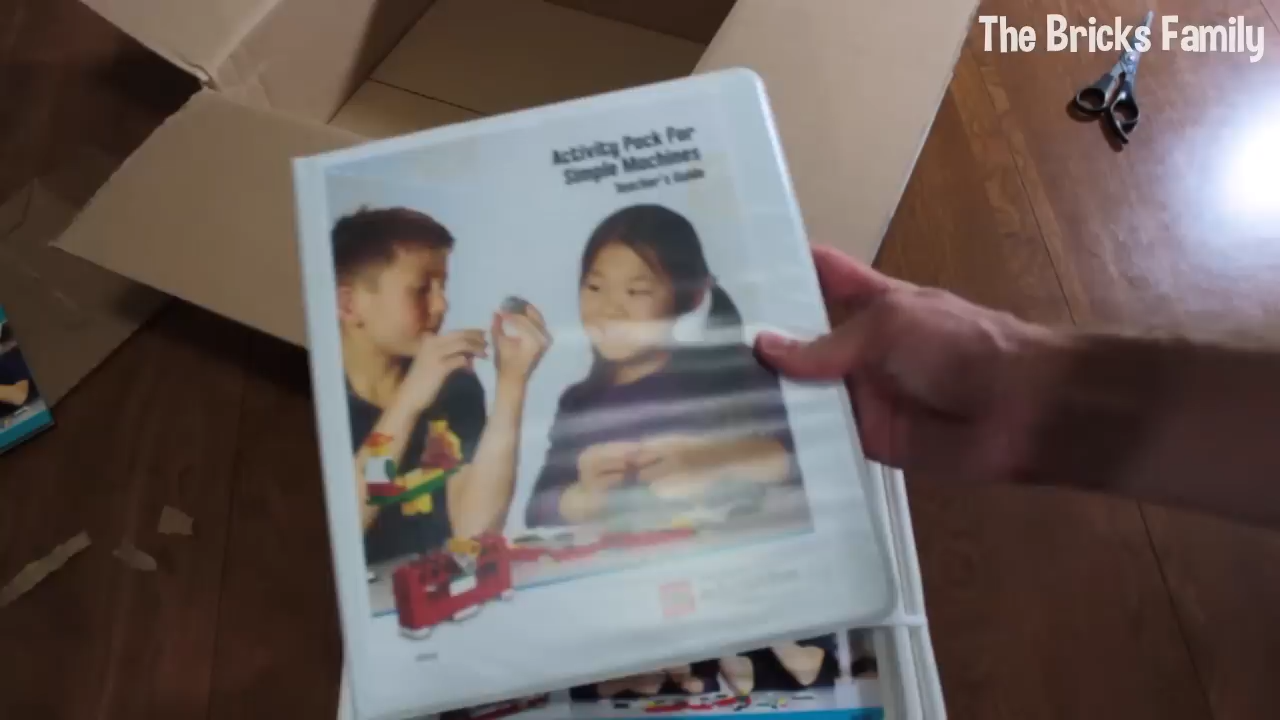 The Bricks Family
Activity Pack For
Simple Machines
Teacher's Guide